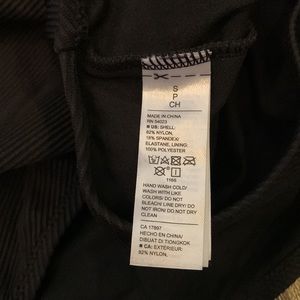 S
P
CH
MADE IN CHINA
RN 54023
■ US: SHELL:
82% NYLON,
18% SPANDEX/
ELASTANE, LINING:
100% POLYESTER
1166
HAND WASH COLD/
WASH WITH LIKE
COLORS/ DO NOT
BLEACH/ LINE DRY/ DO
NOT IRON/ DO NOT DRY
CLEAN
CA 17897
HECHO EN CHINA/
DIBUAT DI TIONGKOK
■ CA: EXTÉRIEUR:
82% NYLON,